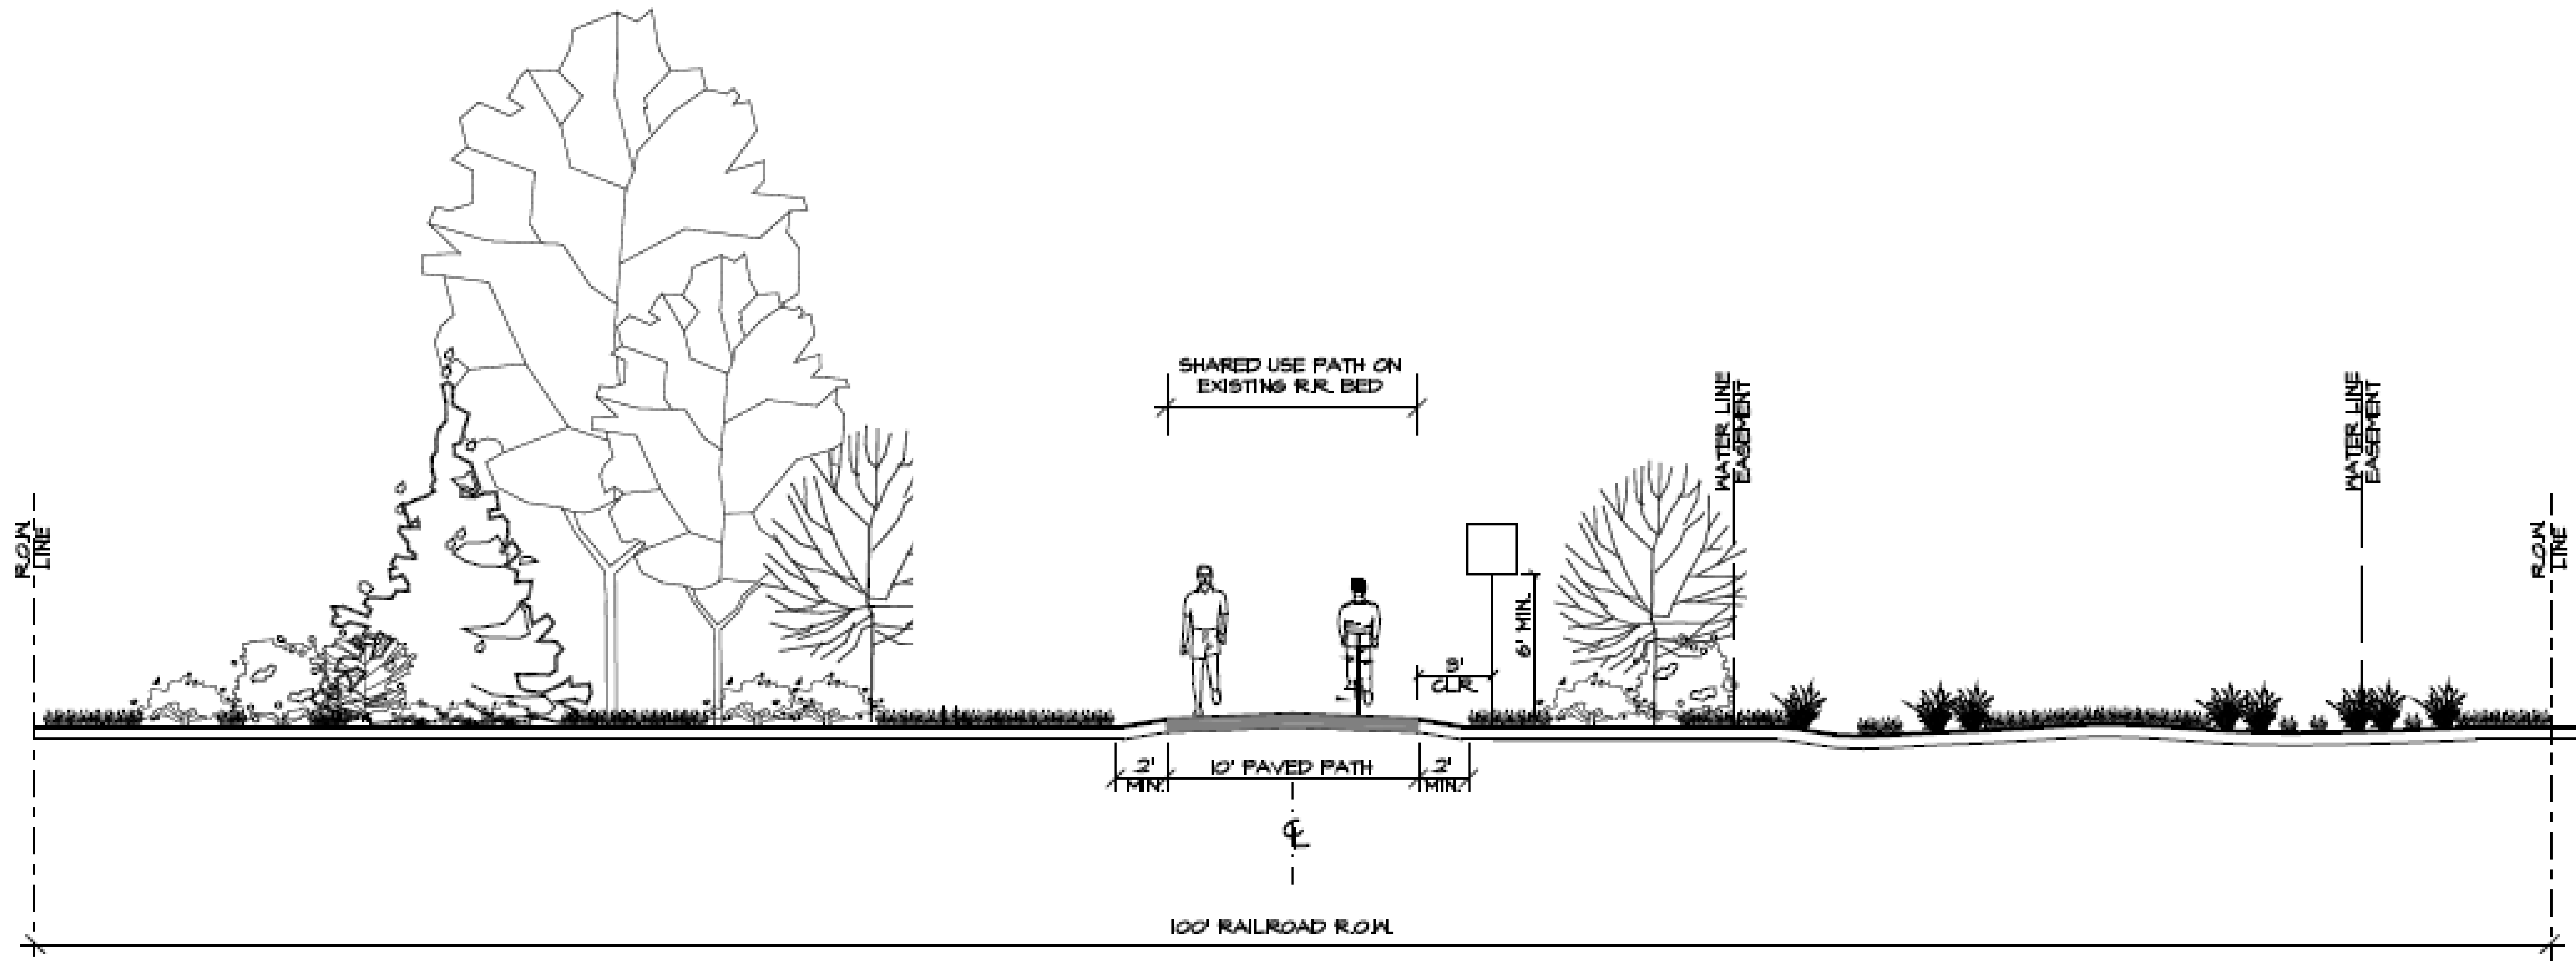 SHARED USE PATH ON
EXISTING R.R. BED
WATER LINE
EASEMENT
WATER LINE
EASEMENT
R.O.W.
LINE
R.O.W.
LINE
6' MIN.
3'
CLR.
2'
MIN.
10' PAVED PATH
2'
MIN.
CL
100' RAILROAD R.O.W.